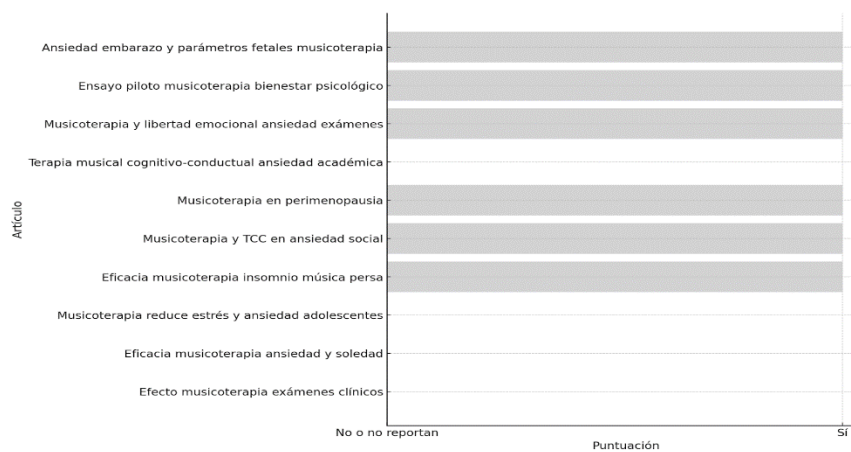 Ansiedad embarazo y parámetros fetales musicoterapia
Ensayo piloto musicoterapia bienestar psicológico
Musicoterapia y libertad emocional ansiedad exámenes
Terapia musical cognitivo-conductual ansiedad académica
Musicoterapia en perimenopausia
Musicoterapia y TCC en ansiedad social
Eficacia musicoterapia insomnio música persa
Musicoterapia reduce estrés y ansiedad adolescentes
Eficacia musicoterapia ansiedad y soledad
Efecto musicoterapia exámenes clínicos
Artículo
No o no reportan
Sí
Puntuación